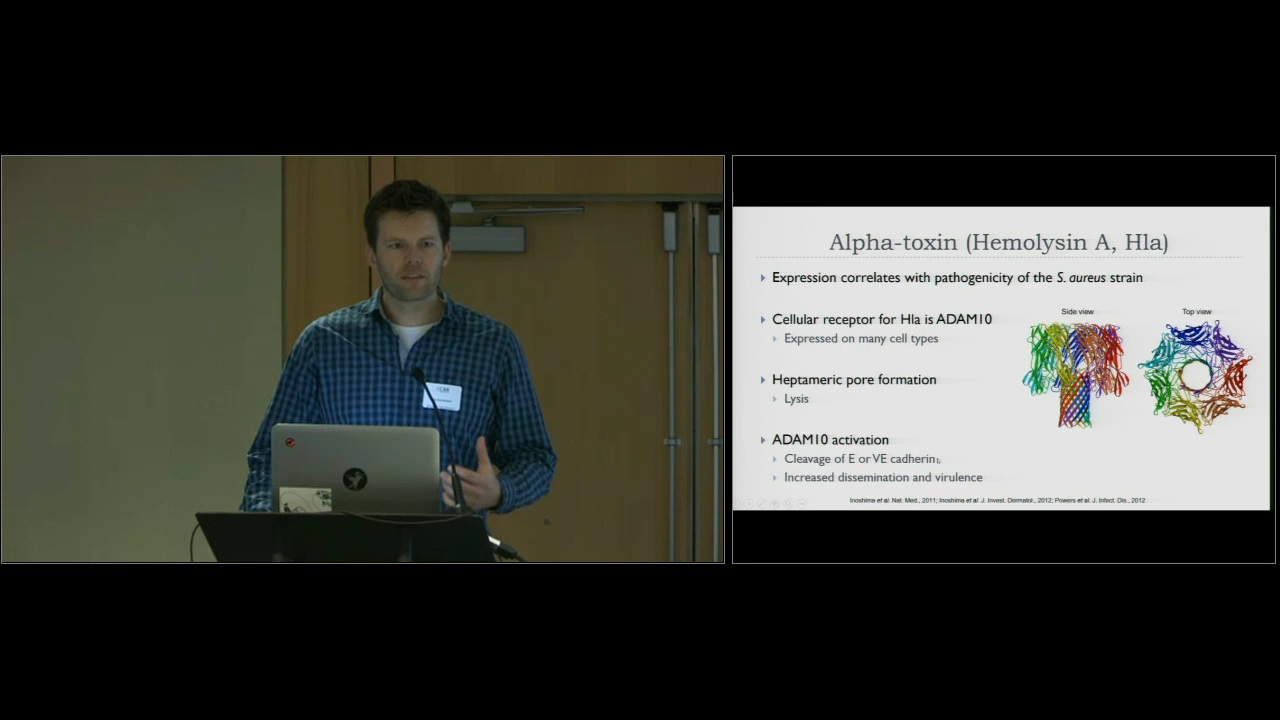 Alpha-toxin (Hemolysin A, Hla)
Expression correlates with pathogenicity of the S. aureus strain
Cellular receptor for Hla is ADAM10
Expressed on many cell types
Side view
Top view
Heptameric pore formation
Lysis
ADAM10 activation
Cleavage of E or VE cadherin
Increased dissemination and virulence
Inoshima et al. Nat. Med., 2011; Inoshima et al. J. Invest. Dermatol., 2012; Powers et al. J. Infect. Dis., 2012